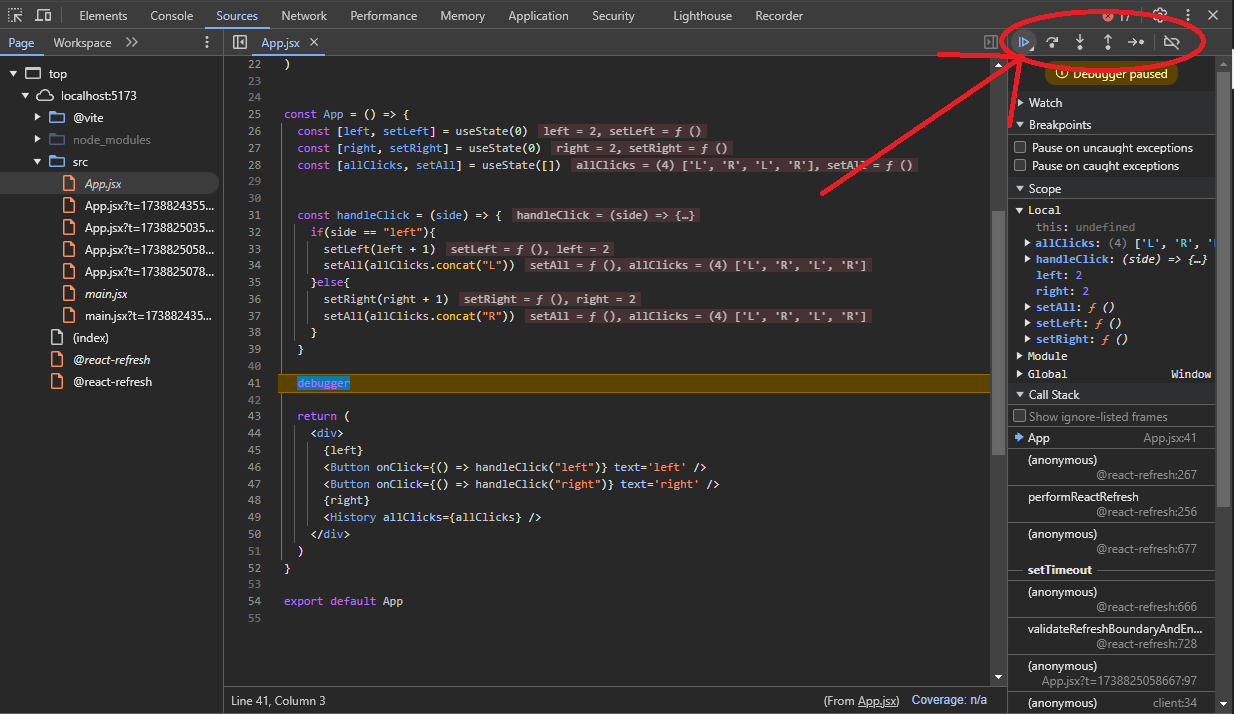 Elements Console Sources Network Performance Memory Application Security Lighthouse Recorder 17
Page Workspace
App.jsx
top
localhost:5173
@vite
node_modules
src
App.jsx
App.jsx?t=1738824355...
App.jsx?t=1738825035...
App.jsx?t=1738825058...
App.jsx?t=1738825078...
main.jsx
main.jsx?t=173882435...
(index)
@react-refresh
@react-refresh
22 )
23
24
25 const App = () => {
26 const [left, setLeft] = useState(0) left = 2, setLeft = ƒ ()
27 const [right, setRight] = useState(0) right = 2, setRight = ƒ ()
28 const [allClicks, setAll] = useState([]) allClicks = (4) ['L', 'R', 'L', 'R'], setAll = ƒ ()
29
30
31 const handleClick = (side) => { handleClick = (side) => {…}
32 if(side == "left"){
33 setLeft(left + 1) setLeft = ƒ (), left = 2
34 setAll(allClicks.concat("L")) setAll = ƒ (), allClicks = (4) ['L', 'R', 'L', 'R']
35 }else{
36 setRight(right + 1) setRight = ƒ (), right = 2
37 setAll(allClicks.concat("R")) setAll = ƒ (), allClicks = (4) ['L', 'R', 'L', 'R']
38 }
39 }
40
41 debugger
42
43 return (
44 <div>
45 {left}
46 <Button onClick={() => handleClick("left")} text='left' />
47 <Button onClick={() => handleClick("right")} text='right' />
48 {right}
49 <History allClicks={allClicks} />
50 </div>
51 )
52 }
53
54 export default App
55
Line 41, Column 3 (From App.jsx) Coverage: n/a
Debugger paused
Watch
Breakpoints
Pause on uncaught exceptions
Pause on caught exceptions
Scope
Local
this: undefined
allClicks: (4) ['L', 'R', '
handleClick: (side) => {…}
left: 2
right: 2
setAll: ƒ ()
setLeft: ƒ ()
setRight: ƒ ()
Module
Global Window
Call Stack
Show ignore-listed frames
App App.jsx:41
(anonymous)
@react-refresh:267
performReactRefresh
@react-refresh:256
(anonymous)
@react-refresh:677
setTimeout
(anonymous)
@react-refresh:666
validateRefreshBoundaryAndEn...
@react-refresh:728
(anonymous)
App.jsx?t=1738825058667:97
(anonymous) client:34